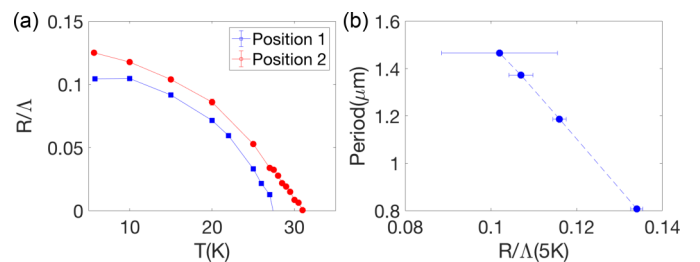 (a)
0.15
0.1
0.05
0
R/Λ
Position 1
Position 2
10
20
30
T(K)
(b)
1.6
1.4
1.2
1
0.8
Period(μm)
0.08
0.1
0.12
0.14
R/Λ(5K)